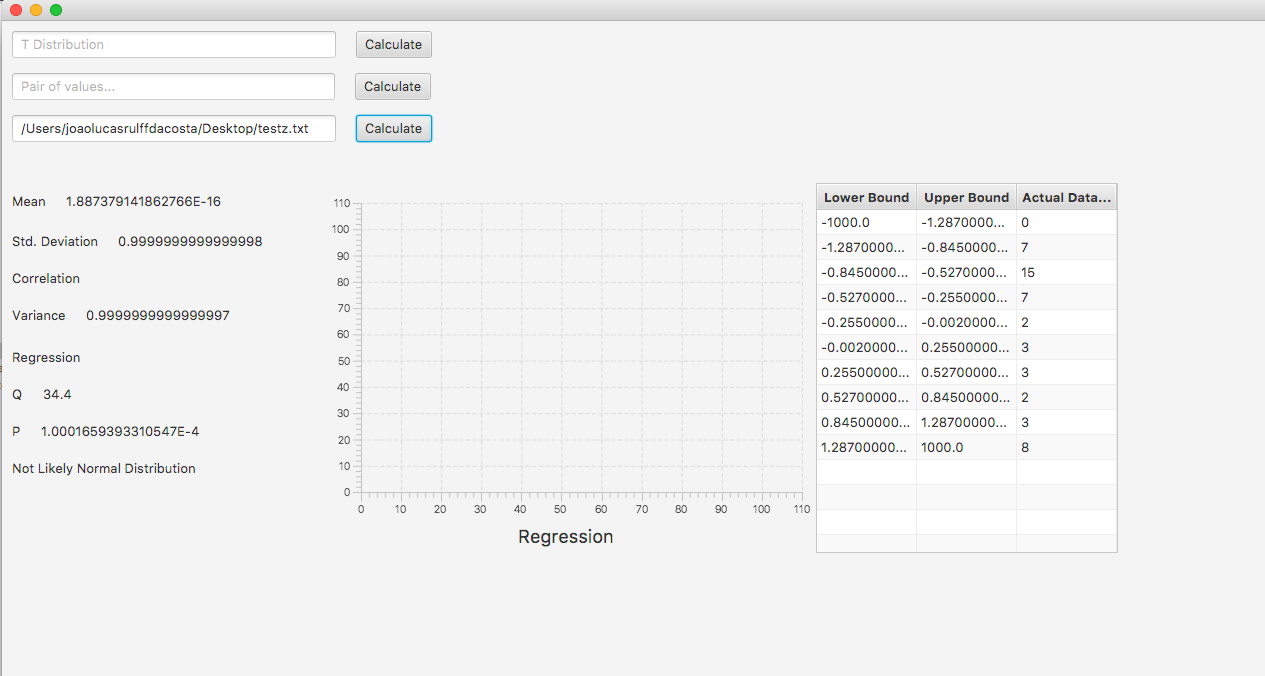 T Distribution Calculate
Pair of values... Calculate
/Users/joaolucasrulffdacosta/Desktop/testz.txt Calculate
Mean 1.887379141862766E-16
Std. Deviation 0.9999999999999998
Correlation
Variance 0.9999999999999997
Regression
Q 34.4
P 1.0001659393310547E-4
Not Likely Normal Distribution
110
100
90
80
70
60
50
40
30
20
10
0
0 10 20 30 40 50 60 70 80 90 100 110
Regression
Lower Bound Upper Bound Actual Data...
-1000.0 -1.2870000... 0
-1.2870000... -0.8450000... 7
-0.8450000... -0.5270000... 15
-0.5270000... -0.2550000... 7
-0.2550000... -0.0020000... 2
-0.0020000... 0.25500000... 3
0.25500000... 0.52700000... 3
0.52700000... 0.84500000... 2
0.84500000... 1.28700000... 3
1.28700000... 1000.0 8